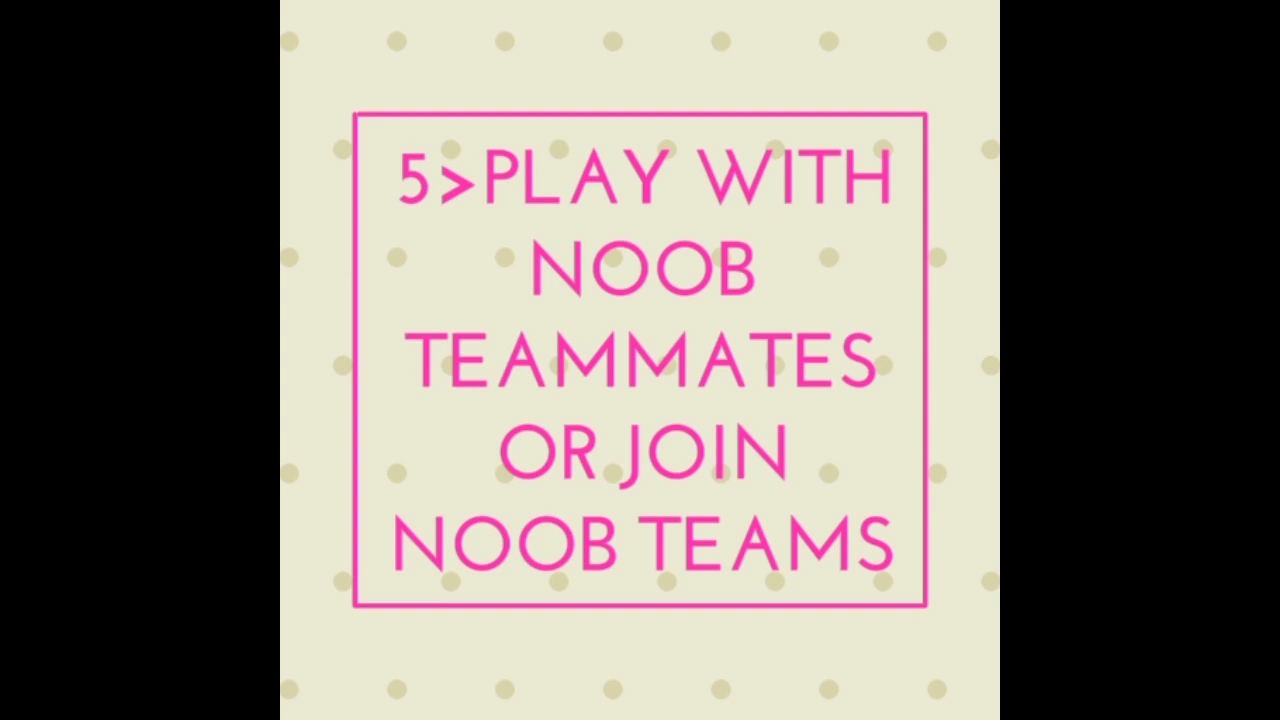 5>PLAY WITH
NOOB
TEAMMATES
OR JOIN
NOOB TEAMS